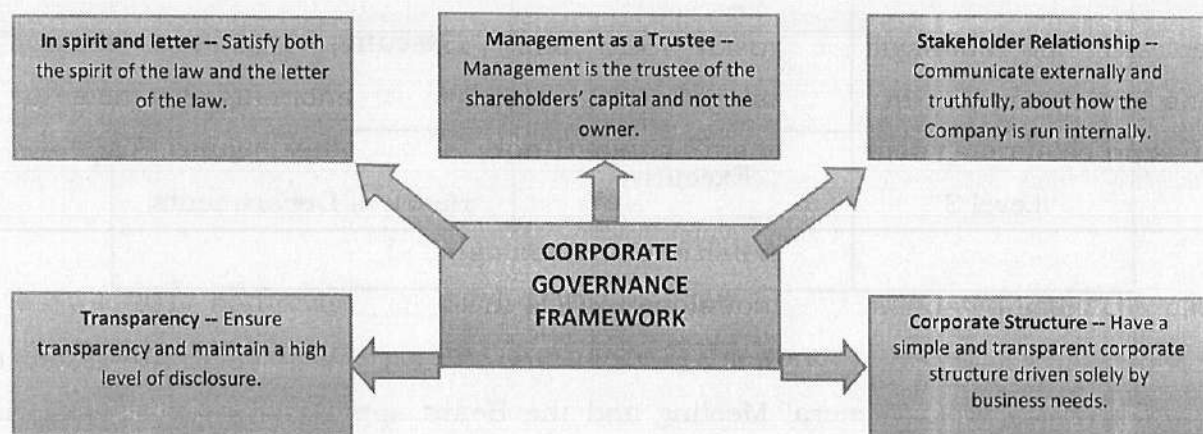 In spirit and letter -- Satisfy both
the spirit of the law and the letter
of the law.
Management as a Trustee --
Management is the trustee of the
shareholders' capital and not the
owner.
Stakeholder Relationship --
Communicate externally and
truthfully, about how the
Company is run internally.
CORPORATE
GOVERNANCE
FRAMEWORK
Transparency -- Ensure
transparency and maintain a high
level of disclosure.
Corporate Structure -- Have a
simple and transparent corporate
structure driven solely by
business needs.